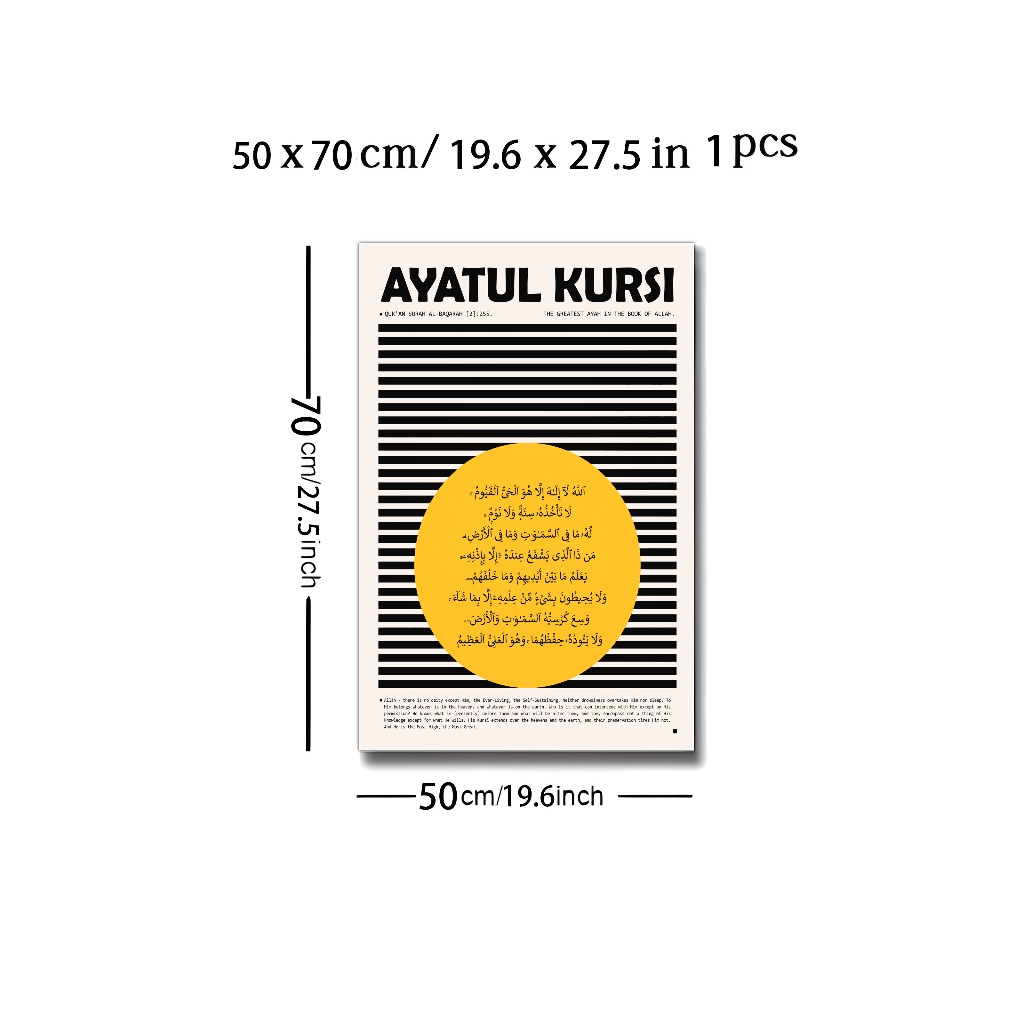 50 x 70 cm/ 19.6 x 27.5 in 1 pcs
AYATUL KURSI
QUR'AN SURAH AL-BAQARAH [2]:255.
THE GREATEST AYAH IN THE BOOK OF ALLAH.
ٱللَّهُ لَآ إِلَـٰهَ إِلَّا هُوَ ٱلْحَىُّ ٱلْقَيُّومُ ۚ
لَا تَأْخُذُهُۥ سِنَةٌ وَلَا نَوْمٌ ۚ
لَّهُۥ مَا فِى ٱلسَّمَـٰوَٰتِ وَمَا فِى ٱلْأَرْضِ ۗ
مَن ذَا ٱلَّذِى يَشْفَعُ عِندَهُۥٓ إِلَّا بِإِذْنِهِۦ ۚ
يَعْلَمُ مَا بَيْنَ أَيْدِيهِمْ وَمَا خَلْفَهُمْ ۖ
وَلَا يُحِيطُونَ بِشَىْءٍ مِّنْ عِلْمِهِۦٓ إِلَّا بِمَا شَآءَ ۚ
وَسِعَ كُرْسِيُّهُ ٱلسَّمَـٰوَٰتِ وَٱلْأَرْضَ ۖ
وَلَا يَـُٔودُهُۥ حِفْظُهُمَا ۚ وَهُوَ ٱلْعَلِىُّ ٱلْعَظِيمُ
there is no deity except Him, the Ever-Living, the Self-Sustaining. Neither drowsiness overtakes Him nor sleep. To
Him belongs whatever is in the heavens and whatever is on the earth. Who is it that can intercede with Him except by His
permission? He knows what is [presently] before them and what will be after them, and they encompass not a thing of His
knowledge except for what He wills. His Kursi extends over the heavens and the earth, and their preservation tires Him not.
And He is the Most High, the Most Great.
70cm/27.5inch
50cm/19.6inch